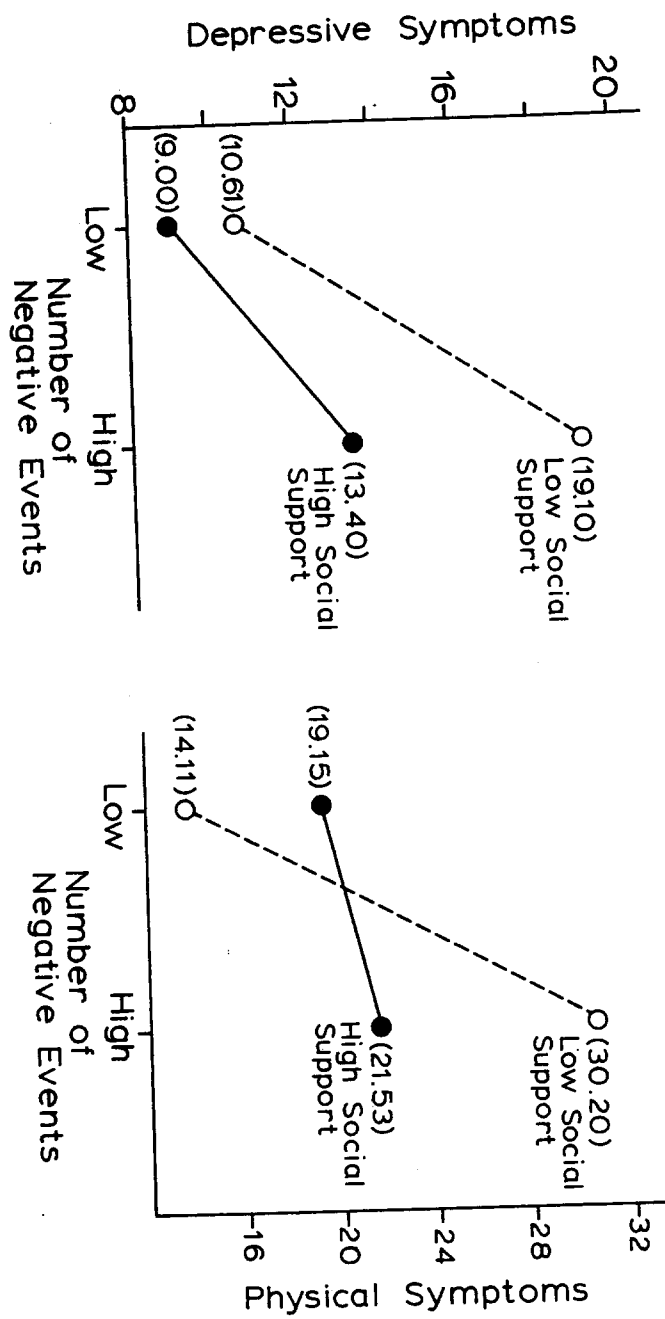 Depressive Symptoms
20
16
12
8
(10.61)
(9.00)
(19.10)
Low Social
Support
(13.40)
High Social
Support
Low
High
Number of
Negative Events
(19.15)
(14.11)
(30.20)
Low Social
Support
(21.53)
High Social
Support
Low
High
Number of
Negative Events
32
28
24
20
16
Physical Symptoms